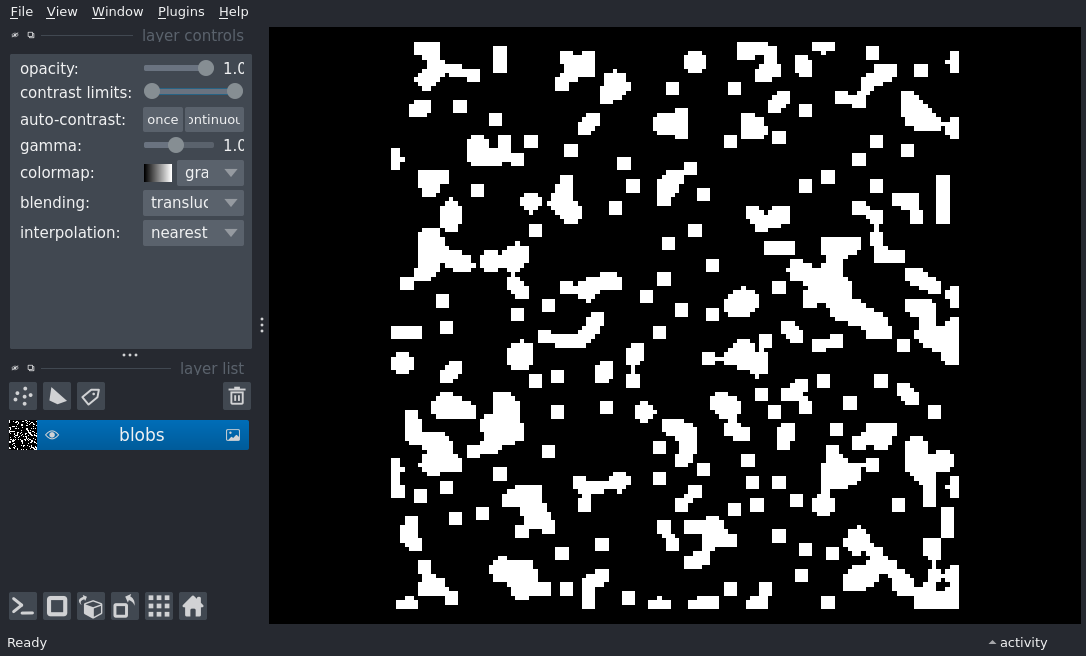 File View Window Plugins Help
layer controls
opacity: 1.0
contrast limits:
auto-contrast: once ontinuou
gamma: 1.0
colormap: gra
blending: transluc
interpolation: nearest
layer list
blobs
Ready
activity